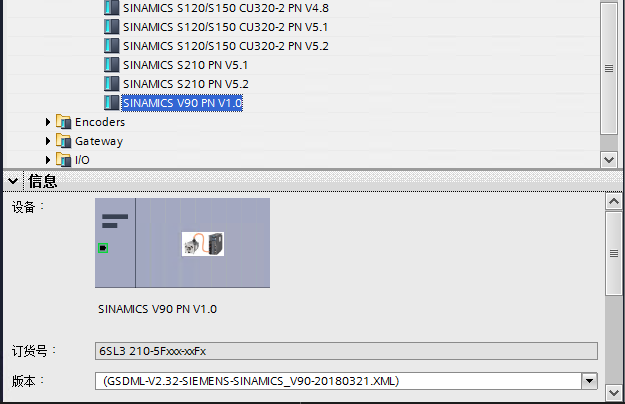 SINAMICS S120/S150 CU320-2 PN V4.8
SINAMICS S120/S150 CU320-2 PN V5.1
SINAMICS S120/S150 CU320-2 PN V5.2
SINAMICS S210 PN V5.1
SINAMICS S210 PN V5.2
SINAMICS V90 PN V1.0
Encoders
Gateway
I/O
信息
设备：
SINAMICS V90 PN V1.0
订货号： 6SL3 210-5Fxxx-xxFx
版本： (GSDML-V2.32-SIEMENS-SINAMICS_V90-20180321.XML)